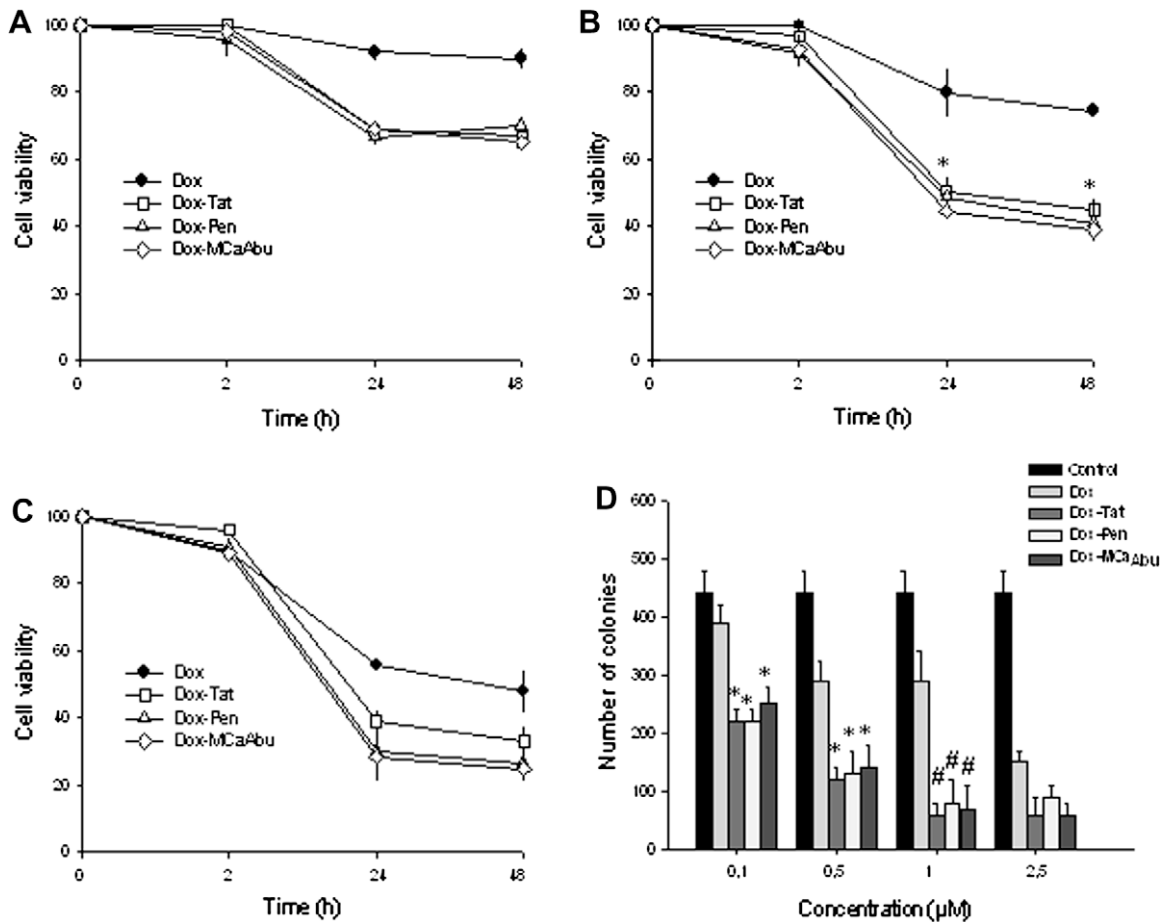 A
100
80
60
40
20
0
Cell viability
Dox
Dox-Tat
Dox-Pen
Dox-MCaAbu
0 2 24 48
Time (h)
B
100
80
60
40
20
0
Cell viability
*
*
Dox
Dox-Tat
Dox-Pen
Dox-MCaAbu
0 2 24 48
Time (h)
C
100
80
60
40
20
0
Cell viability
Dox
Dox-Tat
Dox-Pen
Dox-MCaAbu
0 2 24 48
Time (h)
D
Control
Dox
Dox-Tat
Dox-Pen
Dox-MCaAbu
600
500
400
300
200
100
0
Number of colonies
* * *
* * *
# # #
0,1 0,5 1 2,5
Concentration (µM)